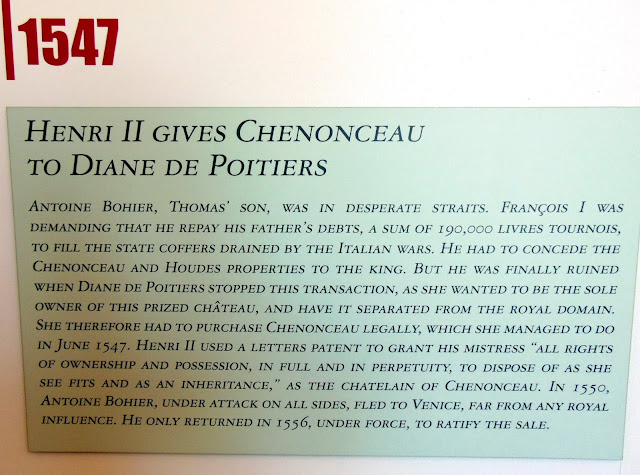 1547
HENRI II GIVES CHENONCEAU
TO DIANE DE POITIERS
ANTOINE BOHIER, THOMAS' SON, WAS IN DESPERATE STRAITS. FRANÇOIS I WAS
DEMANDING THAT HE REPAY HIS FATHER'S DEBTS, A SUM OF 190,000 LIVRES TOURNOIS,
TO FILL THE STATE COFFERS DRAINED BY THE ITALIAN WARS. HE HAD TO CONCEDE THE
CHENONCEAU AND HOUDES PROPERTIES TO THE KING. BUT HE WAS FINALLY RUINED
WHEN DIANE DE POITIERS STOPPED THIS TRANSACTION, AS SHE WANTED TO BE THE SOLE
OWNER OF THIS PRIZED CHÂTEAU, AND HAVE IT SEPARATED FROM THE ROYAL DOMAIN.
SHE THEREFORE HAD TO PURCHASE CHENONCEAU LEGALLY, WHICH SHE MANAGED TO DO
IN JUNE 1547. HENRI II USED A LETTERS PATENT TO GRANT HIS MISTRESS "ALL RIGHTS
OF OWNERSHIP AND POSSESSION, IN FULL AND IN PERPETUITY, TO DISPOSE OF AS SHE
SEE FITS AND AS AN INHERITANCE," AS THE CHATELAIN OF CHENONCEAU. IN 1550,
ANTOINE BOHIER, UNDER ATTACK ON ALL SIDES, FLED TO VENICE, FAR FROM ANY ROYAL
INFLUENCE. HE ONLY RETURNED IN 1556, UNDER FORCE, TO RATIFY THE SALE.